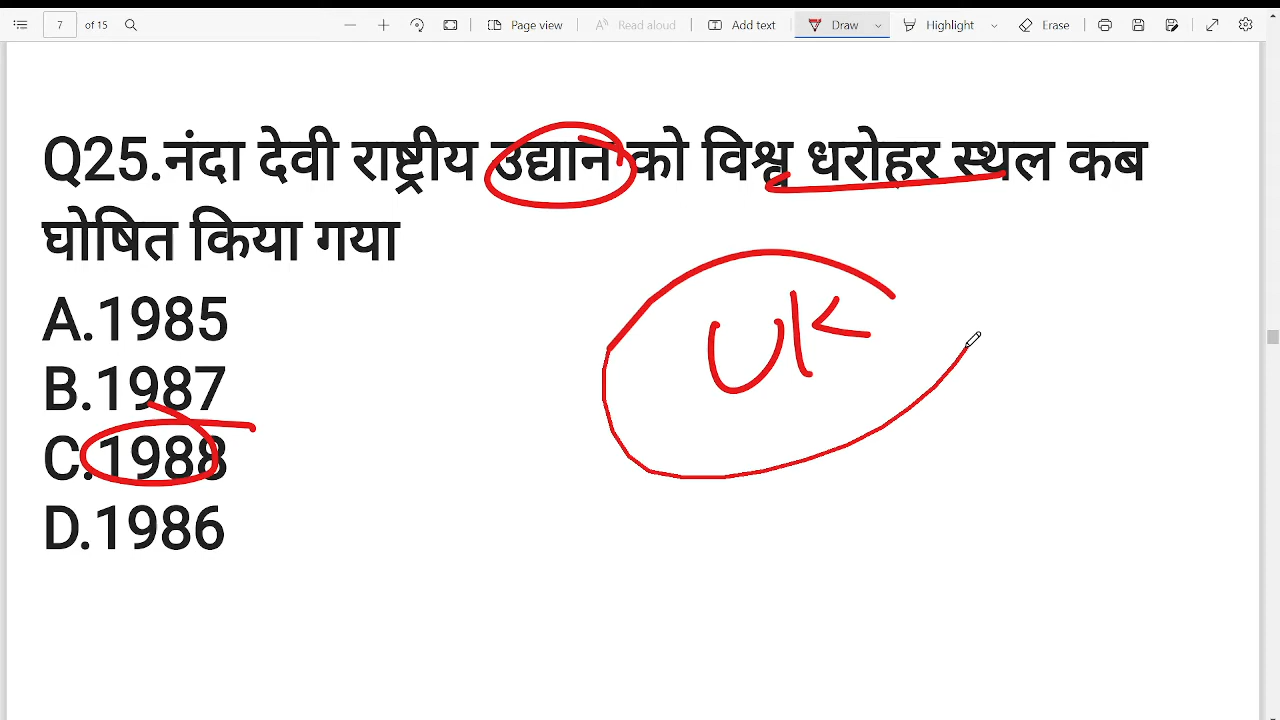 7 of 15 Page view Read aloud Add text Draw Highlight Erase
Q25.नंदा देवी राष्ट्रीय उद्यान को विश्व धरोहर स्थल कब
घोषित किया गया
UK
A.1985
B.1987
C.1988
D.1986